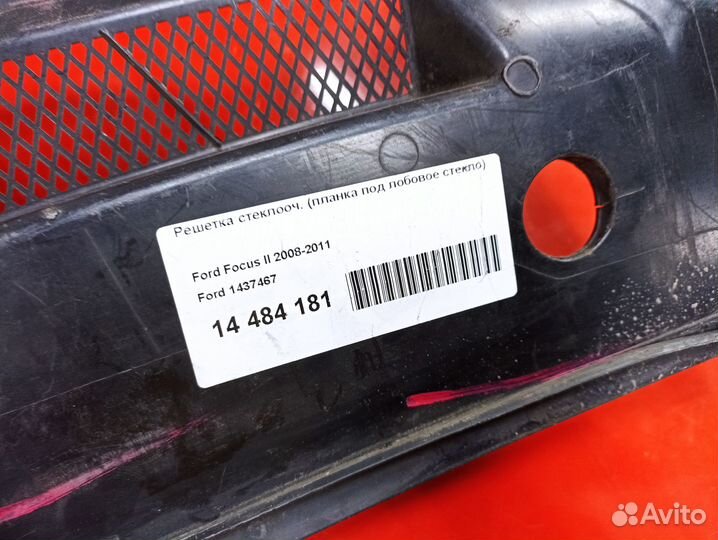 Решетка стеклооч. (планка под лобовое стекло)
Ford Focus II 2008-2011
Ford 1437467
14 484 181
Avito